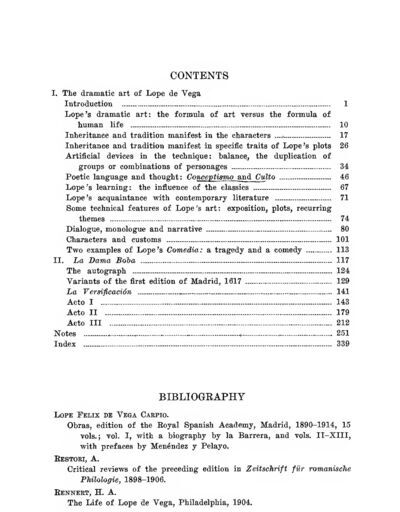 CONTENTS
I. The dramatic art of Lope de Vega
Introduction 1
Lope's dramatic art: the formula of art versus the formula of
human life 10
Inheritance and tradition manifest in the characters 17
Inheritance and tradition manifest in specific traits of Lope's plots 26
Artificial devices in the technique: balance, the duplication of
groups or combinations of personages 34
Poetic language and thought: Conceptismo and Culto 46
Lope's learning: the influence of the classics 67
Lope's acquaintance with contemporary literature 71
Some technical features of Lope's art: exposition, plots, recurring
themes 74
Dialogue, monologue and narrative 80
Characters and customs 101
Two examples of Lope's Comedia: a tragedy and a comedy 113
II. La Dama Boba 117
The autograph 124
Variants of the first edition of Madrid, 1617 129
La Versificación 141
Acto I 143
Acto II 179
Acto III 212
Notes 251
Index 339
BIBLIOGRAPHY
LOPE FELIX DE VEGA CARPIO.
Obras, edition of the Royal Spanish Academy, Madrid, 1890-1914, 15
vols.; vol. I, with a biography by la Barrera, and vols. II-XIII,
with prefaces by Menéndez y Pelayo.
RESTORI, A.
Critical reviews of the preceding edition in Zeitschrift für romanische
Philologie, 1898-1906.
RENNERT, H. A.
The Life of Lope de Vega, Philadelphia, 1904.